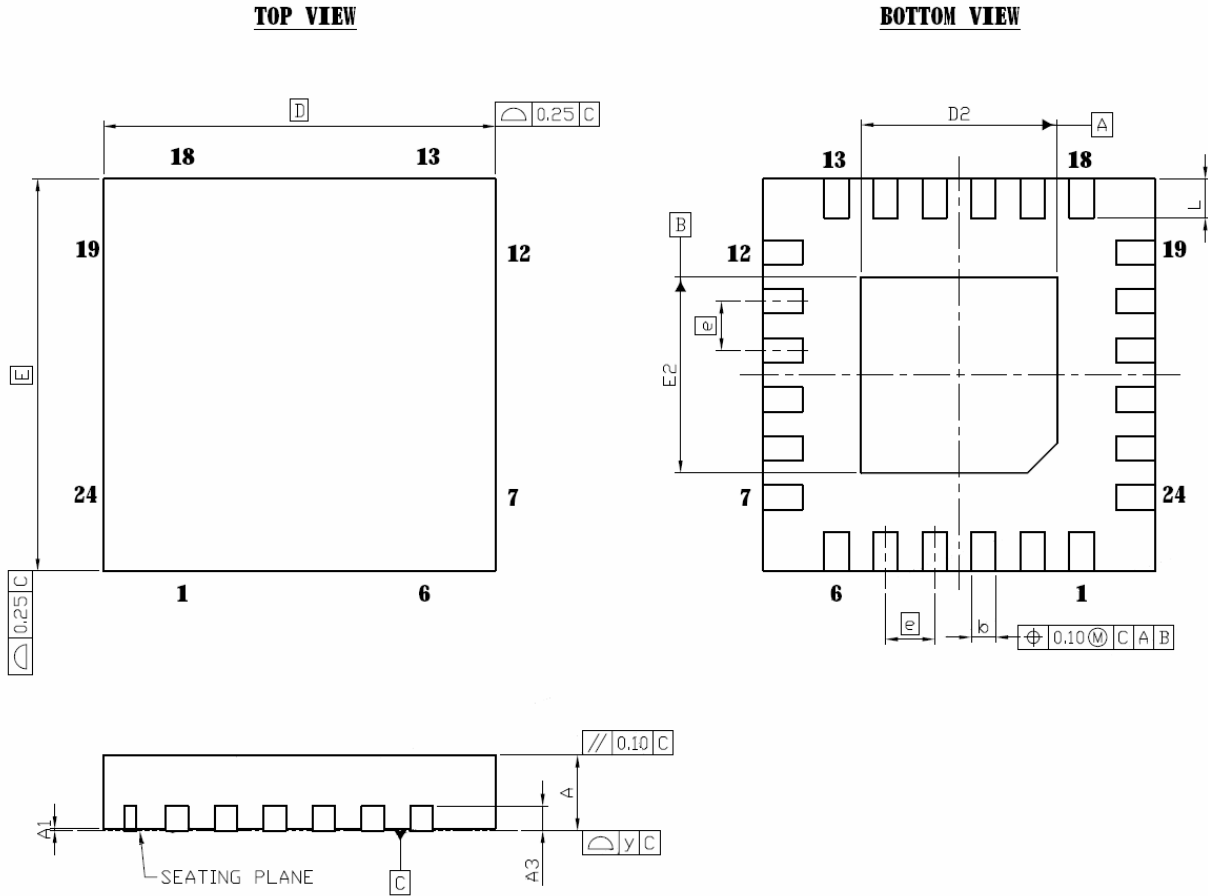 TOP VIEW
BOTTOM VIEW
D
0.25 C
D2
A
18 13
13 18
L
B
19
12
12
19
e
E
E2
24
7
7
24
1 6
6 1
0.25 C
e
b
0.10 Ⓜ C A B
// 0.10 C
A
A1
A3
y C
SEATING PLANE
C